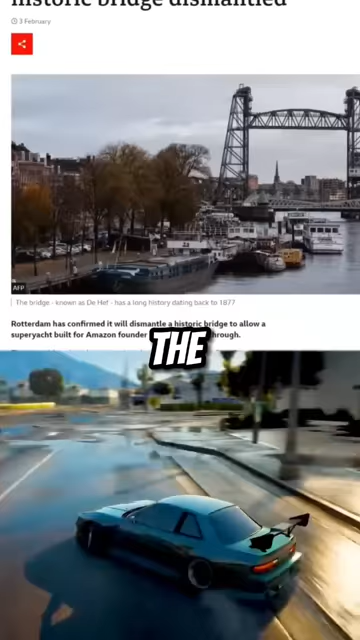 historic bridge dismantled
3 February
AFP
The bridge - known as De Hef - has a long history dating back to 1877
Rotterdam has confirmed it will dismantle a historic bridge to allow a
superyacht built for Amazon founder
THE